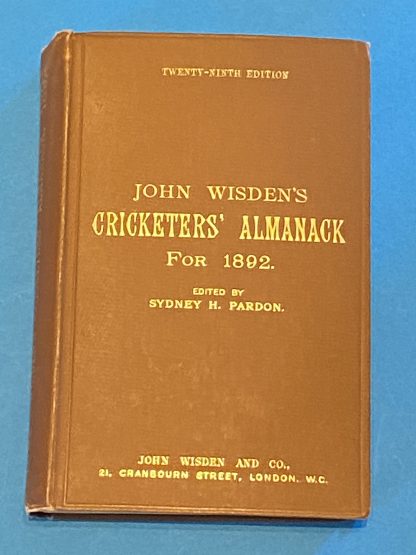 TWENTY-NINTH EDITION
JOHN WISDEN'S
CRICKETERS' ALMANACK
FOR 1892.
EDITED BY
SYDNEY H. PARDON.
JOHN WISDEN AND CO.,
21, CRANBOURN STREET, LONDON. W.C.